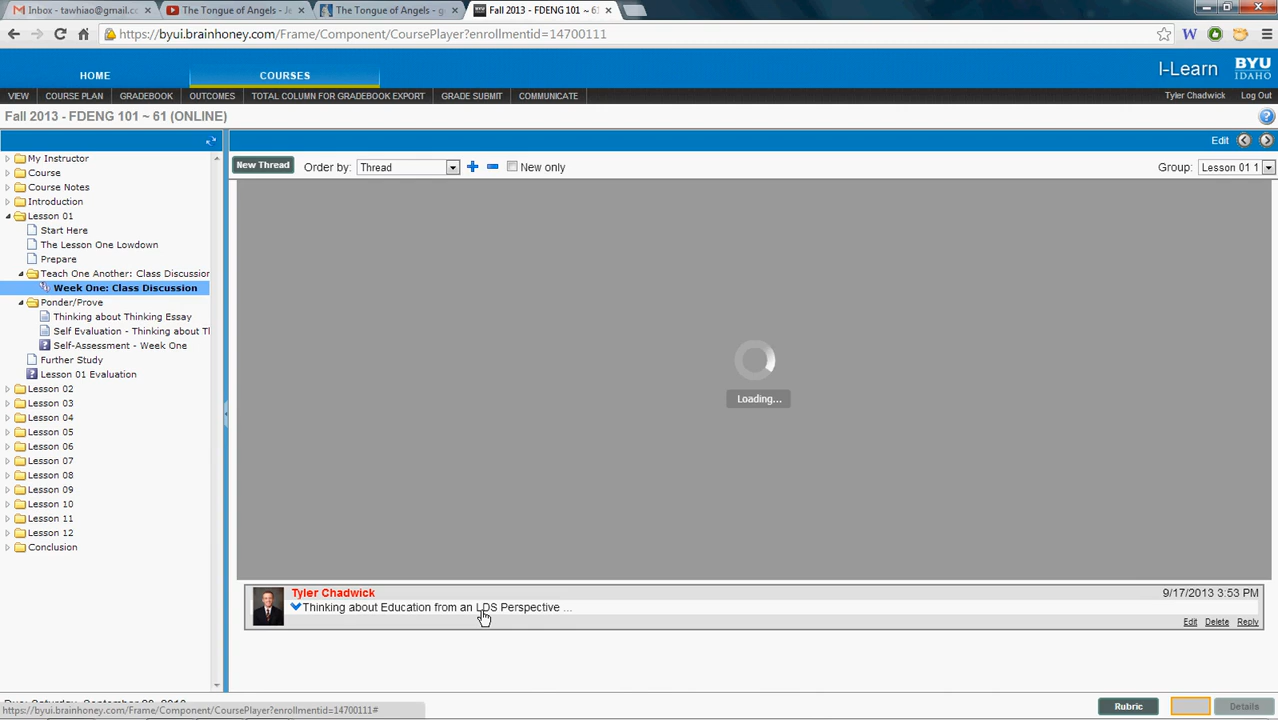 Inbox - tawhiao@gmail.c
The Tongue of Angels - Je
The Tongue of Angels - g
Fall 2013 - FDENG 101 ~ 61
https://byui.brainhoney.com/Frame/Component/CoursePlayer?enrollmentid=14700111
HOME
COURSES
I-Learn
BYU
IDAHO
VIEW
COURSE PLAN
GRADEBOOK
OUTCOMES
TOTAL COLUMN FOR GRADEBOOK EXPORT
GRADE SUBMIT
COMMUNICATE
Tyler Chadwick
Log Out
Fall 2013 - FDENG 101 ~ 61 (ONLINE)
Edit
New Thread
Order by:
Thread
New only
Group:
Lesson 01 1
My Instructor
Course
Course Notes
Introduction
Lesson 01
Start Here
The Lesson One Lowdown
Prepare
Teach One Another: Class Discussion
Week One: Class Discussion
Ponder/Prove
Thinking about Thinking Essay
Self Evaluation - Thinking about Tl
Self-Assessment - Week One
Further Study
Lesson 01 Evaluation
Lesson 02
Lesson 03
Lesson 04
Lesson 05
Lesson 06
Lesson 07
Lesson 08
Lesson 09
Lesson 10
Lesson 11
Lesson 12
Conclusion
Loading...
Tyler Chadwick
9/17/2013 3:53 PM
Thinking about Education from an LDS Perspective ...
Edit
Delete
Reply
https://byui.brainhoney.com/Frame/Component/CoursePlayer?enrollmentid=14700111#
Rubric
Details